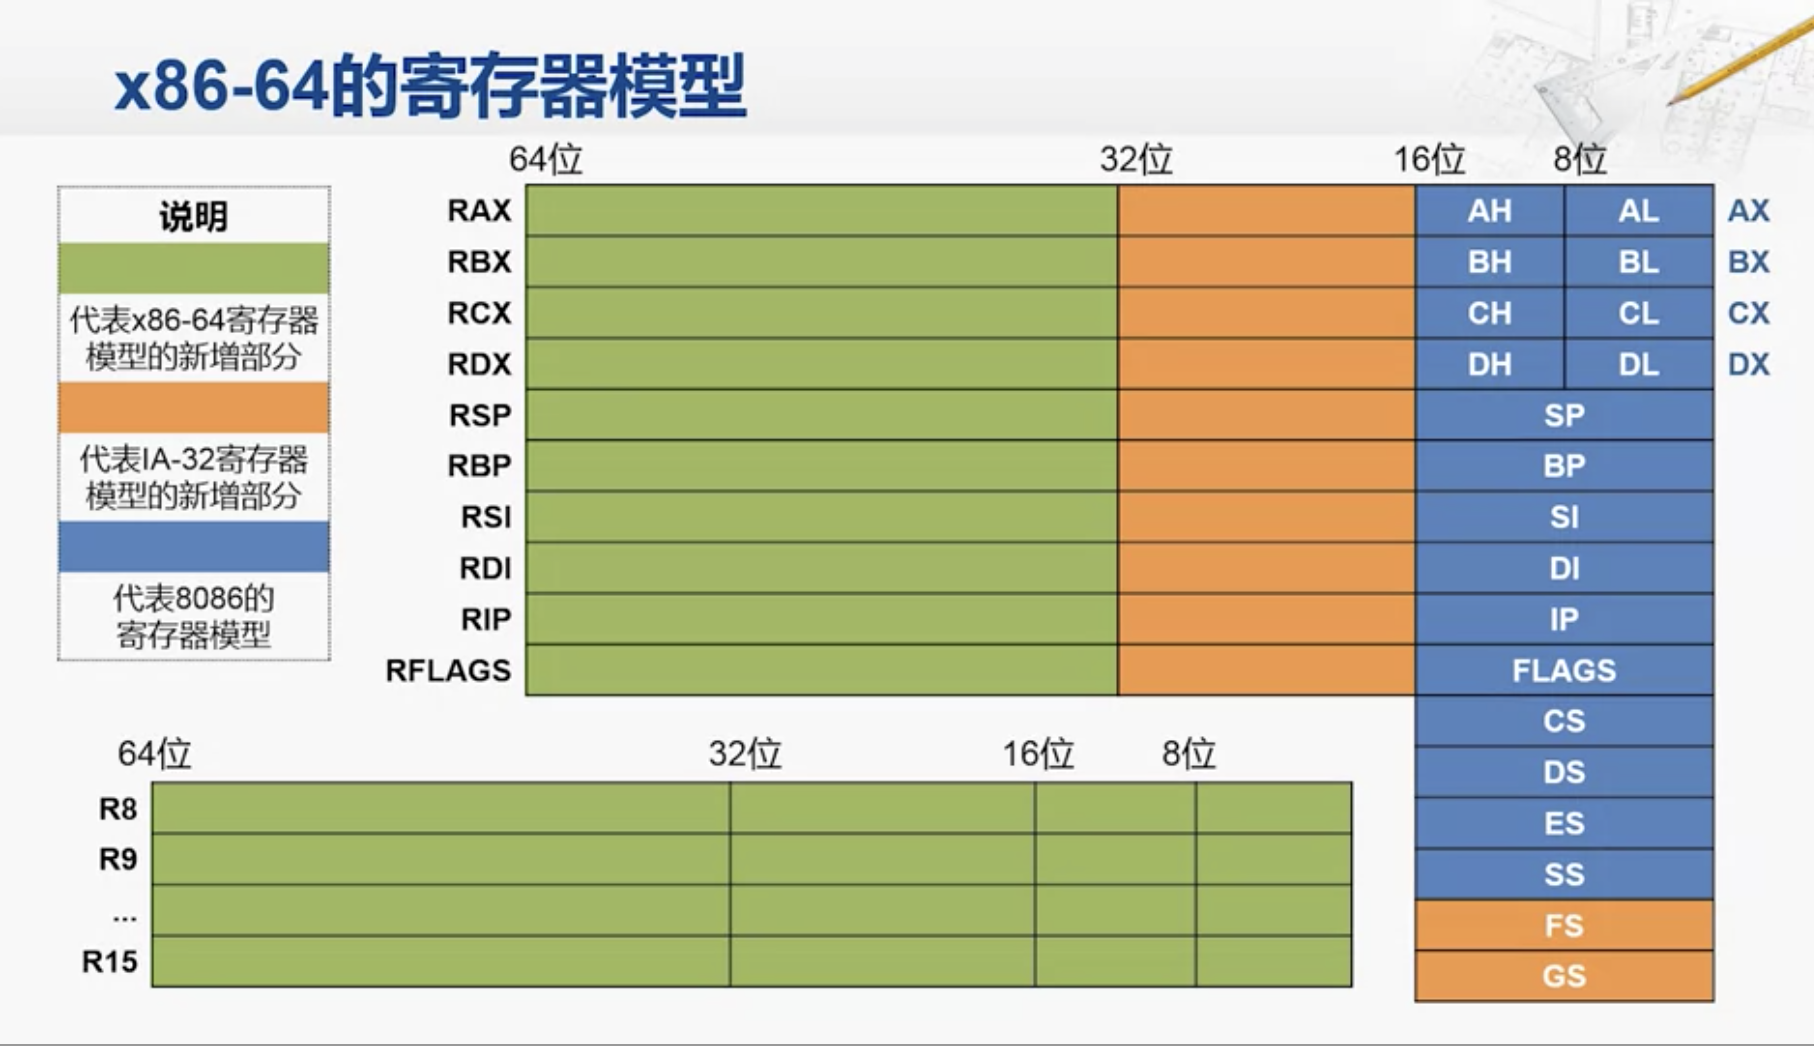 x86-64的寄存器模型
说明
代表x86-64寄存器
模型的新增部分
代表IA-32寄存器
模型的新增部分
代表8086的
寄存器模型
64位 32位 16位 8位
RAX AH AL AX
RBX BH BL BX
RCX CH CL CX
RDX DH DL DX
RSP SP
RBP BP
RSI SI
RDI DI
RIP IP
RFLAGS FLAGS
CS
DS
ES
SS
FS
GS
64位 32位 16位 8位
R8
R9
...
R15